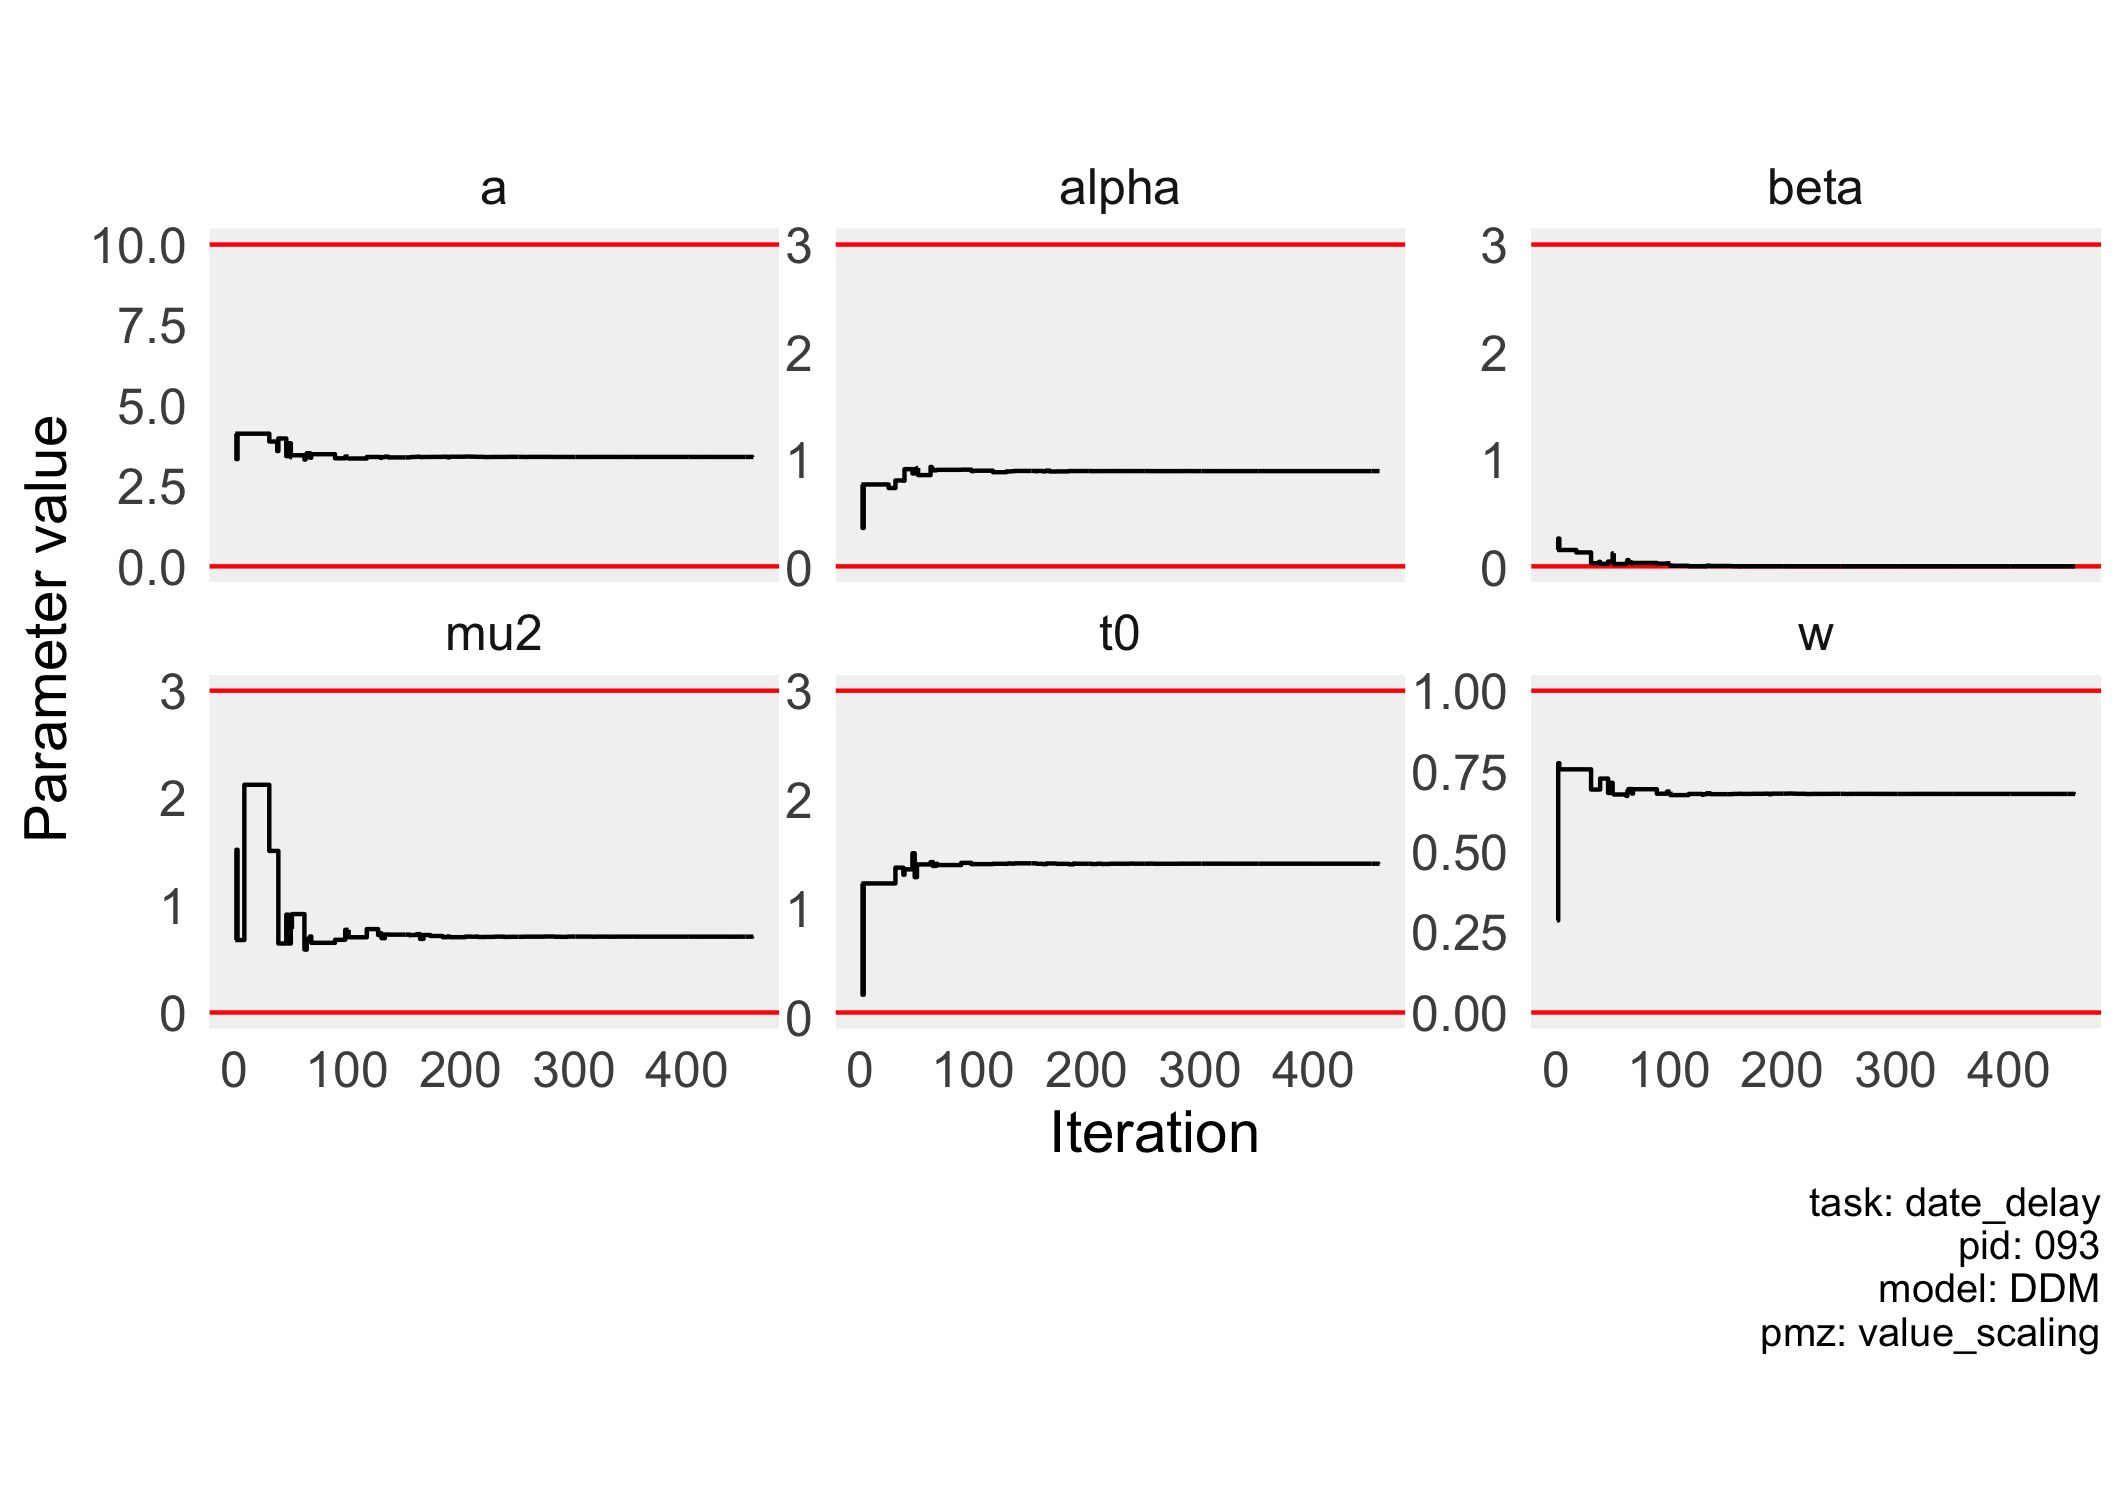 a
alpha
beta
10.0
7.5
5.0
2.5
0.0
3
2
1
0
3
2
1
0
Parameter value
mu2
t0
w
3
2
1
0
3
2
1
0
1.00
0.75
0.50
0.25
0.00
0 100 200 300 400
0 100 200 300 400
0 100 200 300 400
Iteration
task: date_delay
pid: 093
model: DDM
pmz: value_scaling